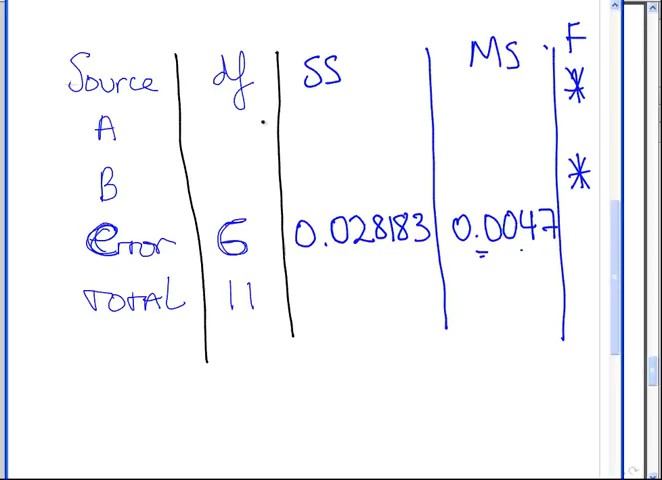 Source df SS MS F
*
A
B *
error 6 0.028183 0.0047
TOTAL 11